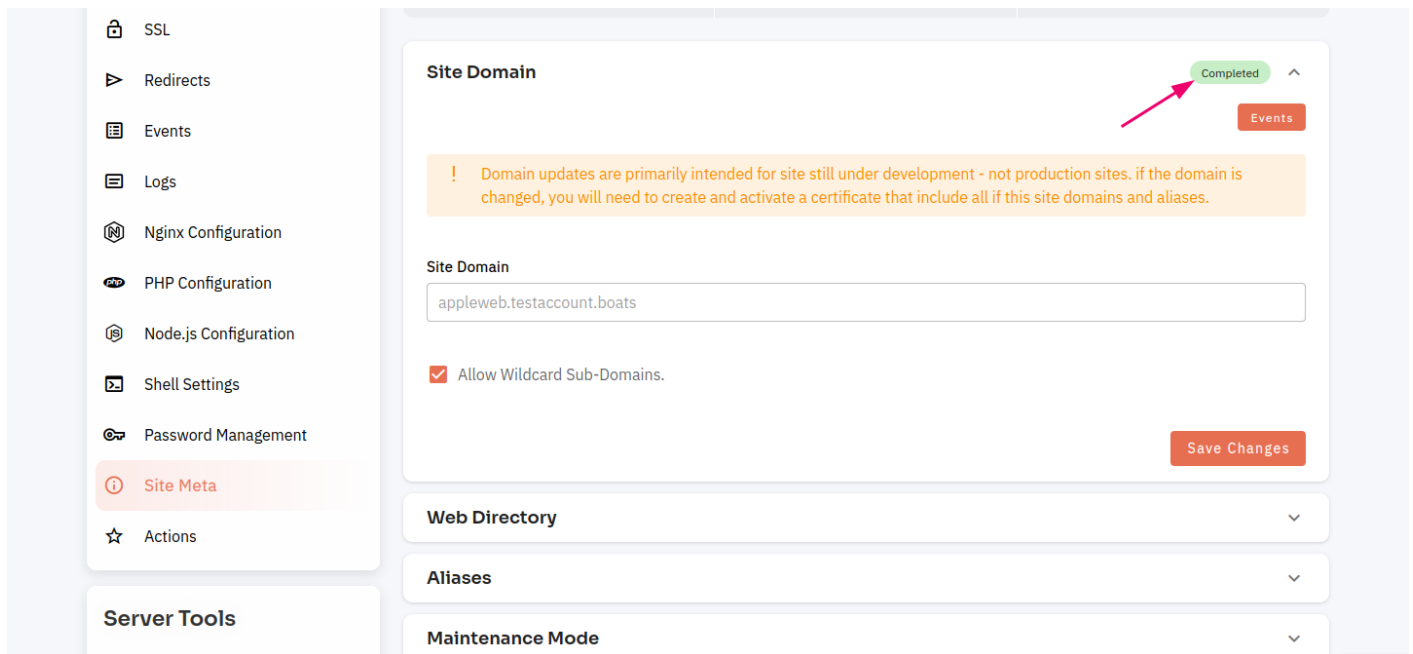 SSL
Redirects
Events
Logs
Nginx Configuration
php
PHP Configuration
JS
Node.js Configuration
Shell Settings
Password Management
Site Meta
Actions
Server Tools
Site Domain
Completed
Events
! Domain updates are primarily intended for site still under development - not production sites. if the domain is
changed, you will need to create and activate a certificate that include all if this site domains and aliases.
Site Domain
appleweb.testaccount.boats
Allow Wildcard Sub-Domains.
Save Changes
Web Directory
Aliases
Maintenance Mode